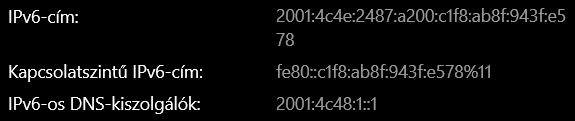 IPv6-cím: 2001:4c4e:2487:a200:c1f8:ab8f:943f:e5
78
Kapcsolatszintű IPv6-cím: fe80::c1f8:ab8f:943f:e578%11
IPv6-os DNS-kiszolgálók: 2001:4c48:1::1